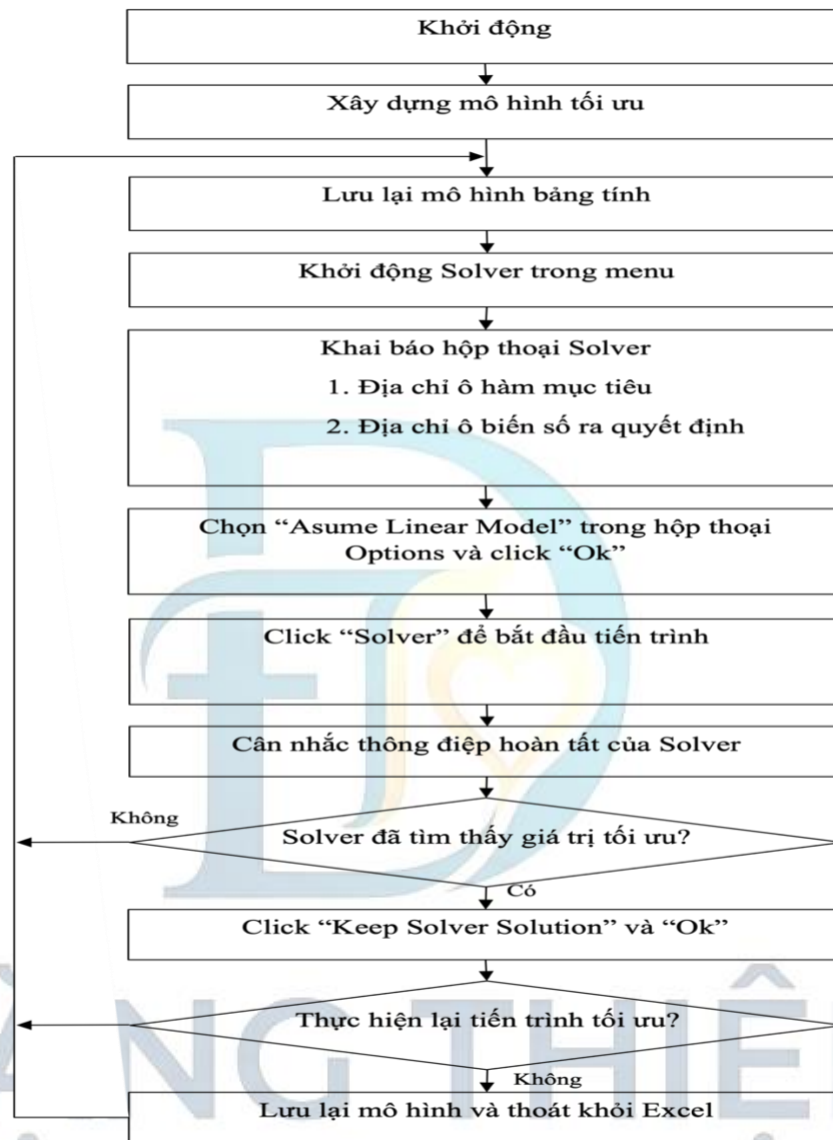 Khởi động
Xây dựng mô hình tối ưu
Lưu lại mô hình bảng tính
Khởi động Solver trong menu
Khai báo hộp thoại Solver
1. Địa chỉ ô hàm mục tiêu
2. Địa chỉ ô biến số ra quyết định
Chọn “Asume Linear Model” trong hộp thoại
Options và click “Ok”
Click “Solver” để bắt đầu tiến trình
Cân nhắc thông điệp hoàn tất của Solver
Không
Solver đã tìm thấy giá trị tối ưu?
Có
Click “Keep Solver Solution” và “Ok”
Thực hiện lại tiến trình tối ưu?
Không
Lưu lại mô hình và thoát khỏi Excel